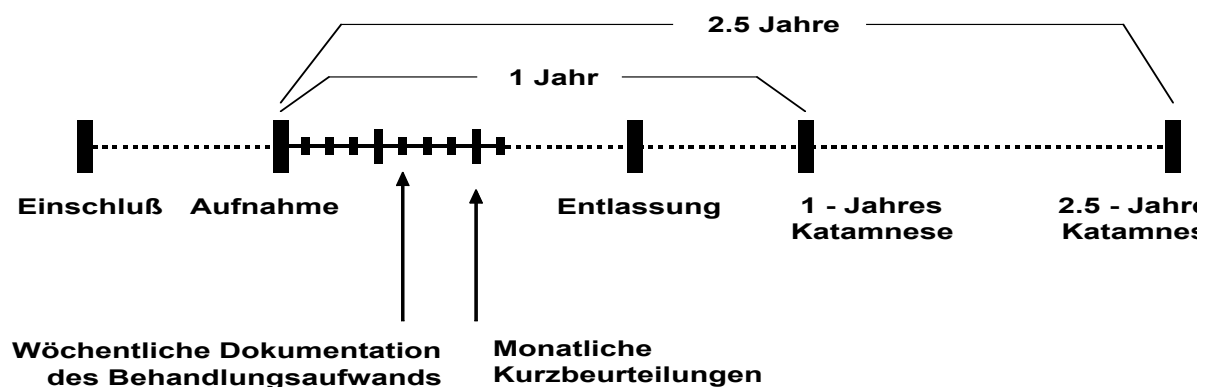 2.5 Jahre
1 Jahr
Einschluß Aufnahme Entlassung
1 - Jahres
Katamnese
2.5 - Jahre
Katamnes
Wöchentliche Dokumentation
des Behandlungsaufwands
Monatliche
Kurzbeurteilungen